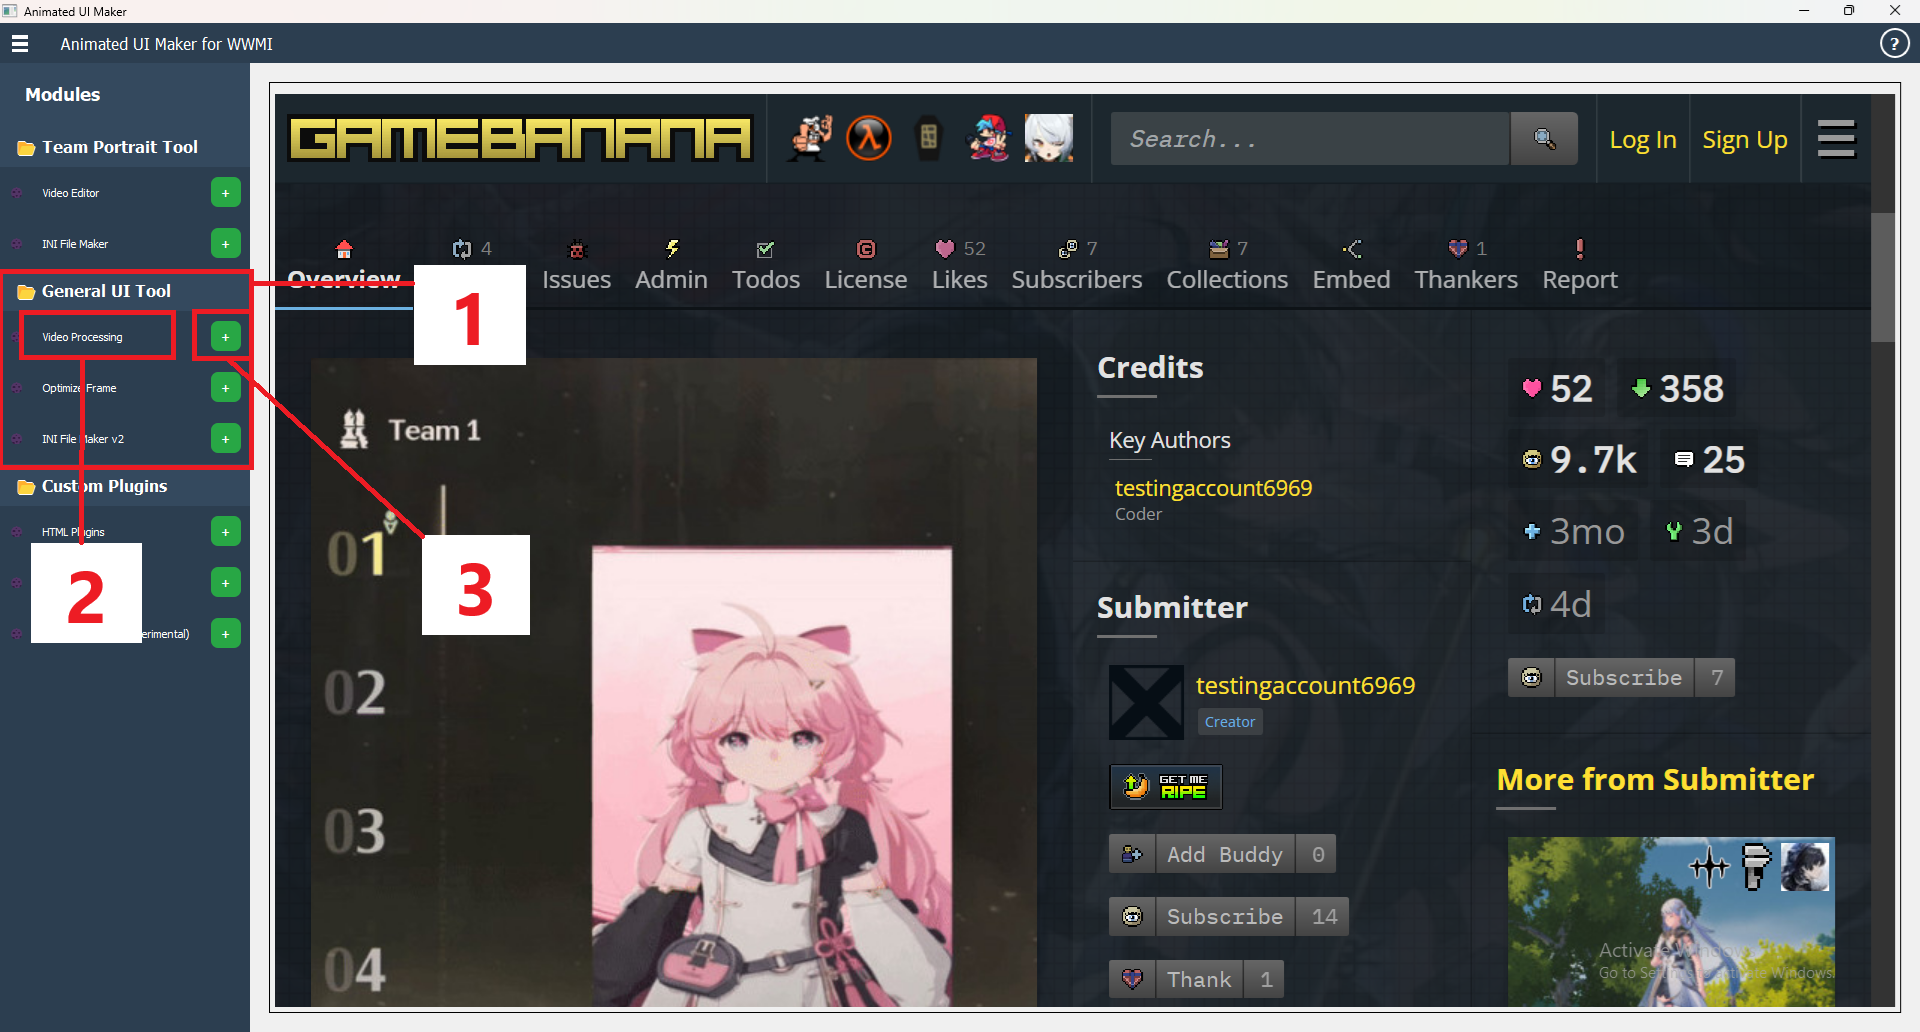 Animated UI Maker
Animated UI Maker for WWMI
?
Modules
Team Portrait Tool
Video Editor
+
INI File Maker
+
General UI Tool
Video Processing
+
Optimize Frame
+
INI File Maker v2
+
Custom Plugins
HTML Plugins
+
+
erimental)
+
1
2
3
GAMEBANANA
Search...
Log In
Sign Up
Overview
4
Issues
Admin
Todos
License
52
Likes
7
Subscribers
7
Collections
Embed
1
Thankers
Report
Team 1
01
02
03
04
Credits
Key Authors
testingaccount6969
Coder
Submitter
testingaccount6969
Creator
GET ME
RIPE
Add Buddy 0
Subscribe 14
Thank 1
52 358
9.7k 25
3mo 3d
4d
Subscribe 7
More from Submitter
Activate Windows
Go to Settings to activate Windows.